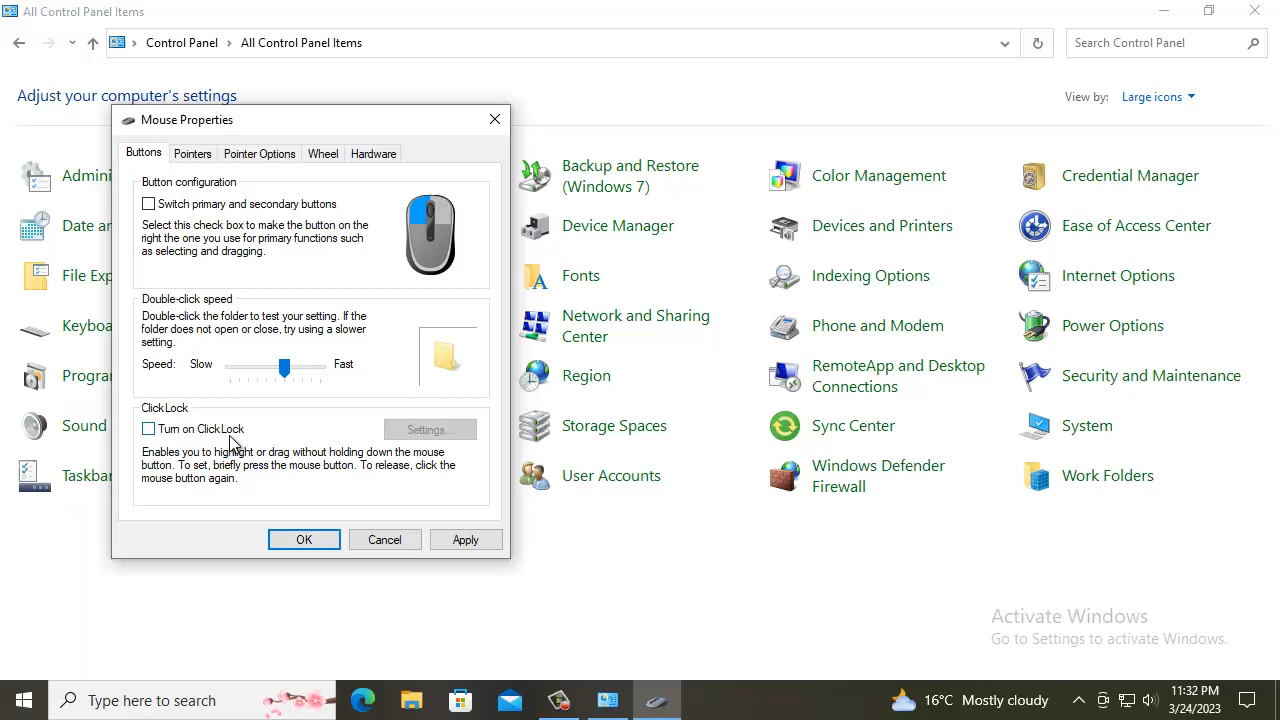 All Control Panel Items
Control Panel
All Control Panel Items
Search Control Panel
Adjust your computer's settings
View by:
Large icons
Mouse Properties
Buttons
Pointers
Pointer Options
Wheel
Hardware
Button configuration
Switch primary and secondary buttons
Select this check box to make the button on
the right the one you use for primary functions such
as selecting and dragging.
Double-click speed
Double-click the folder to test your setting. If the
folder does not open or close, try using a slower
setting.
Speed:
Slow
Fast
ClickLock
Turn on ClickLock
Settings...
Enables you to highlight or drag without holding down the mouse
button. To set, briefly press the mouse button. To release, click the
mouse button again.
OK
Cancel
Apply
Admini
Date an
File Exp
Keyboa
Program
Sound
Taskbar
Backup and Restore
(Windows 7)
Device Manager
Fonts
Network and Sharing
Center
Region
Storage Spaces
User Accounts
Color Management
Devices and Printers
Indexing Options
Phone and Modem
RemoteApp and Desktop
Connections
Sync Center
Windows Defender
Firewall
Credential Manager
Ease of Access Center
Internet Options
Power Options
Security and Maintenance
System
Work Folders
Activate Windows
Go to Settings to activate Windows.
Type here to search
16°C Mostly cloudy
11:32 PM
3/24/2023